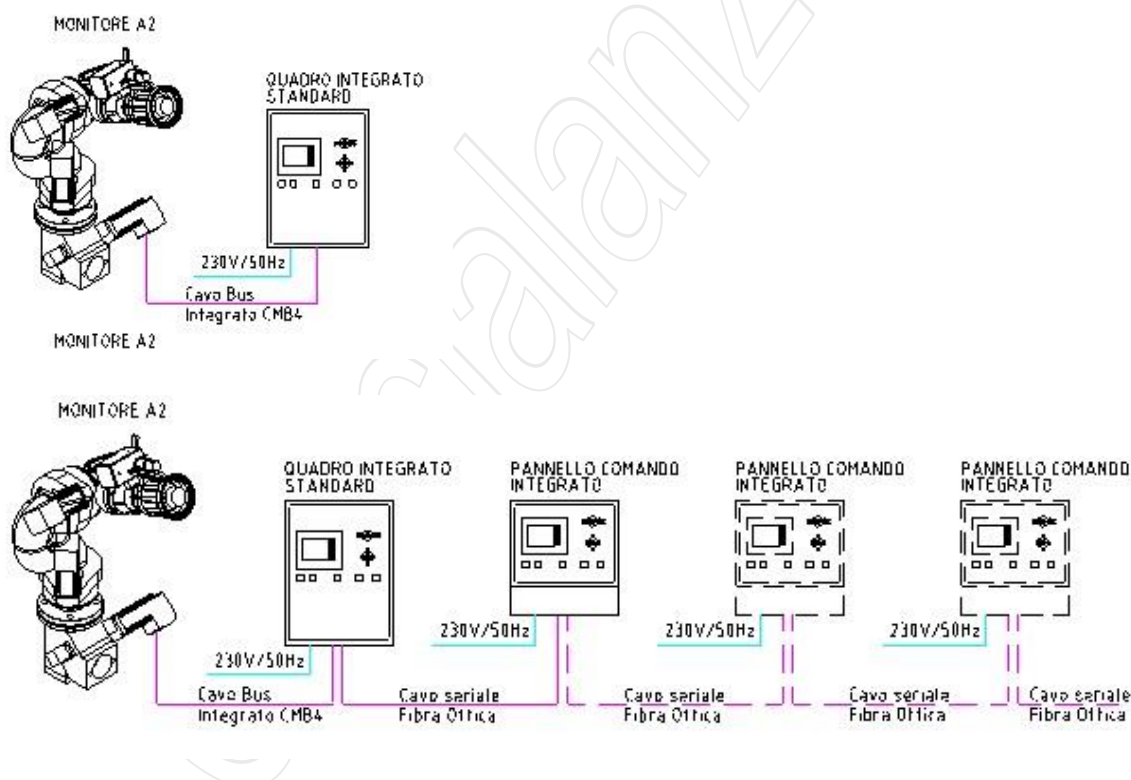 MONITORE A2
QUADRO INTEGRATO
STANDARD
230V/50Hz
Cavo Bus
Integrato CMB4
MONITORE A2
MONITORE A2
QUADRO INTEGRATO
STANDARD
PANNELLO COMANDO
INTEGRATO
PANNELLO COMANDO
INTEGRATO
PANNELLO COMANDO
INTEGRATO
230V/50Hz
230V/50Hz
230V/50Hz
230V/50Hz
Cavo Bus
Integrato CMB4
Cavo seriale
Fibra Ottica
Cavo seriale
Fibra Ottica
Cavo seriale
Fibra Ottica
Cavo seriale
Fibra Ottica